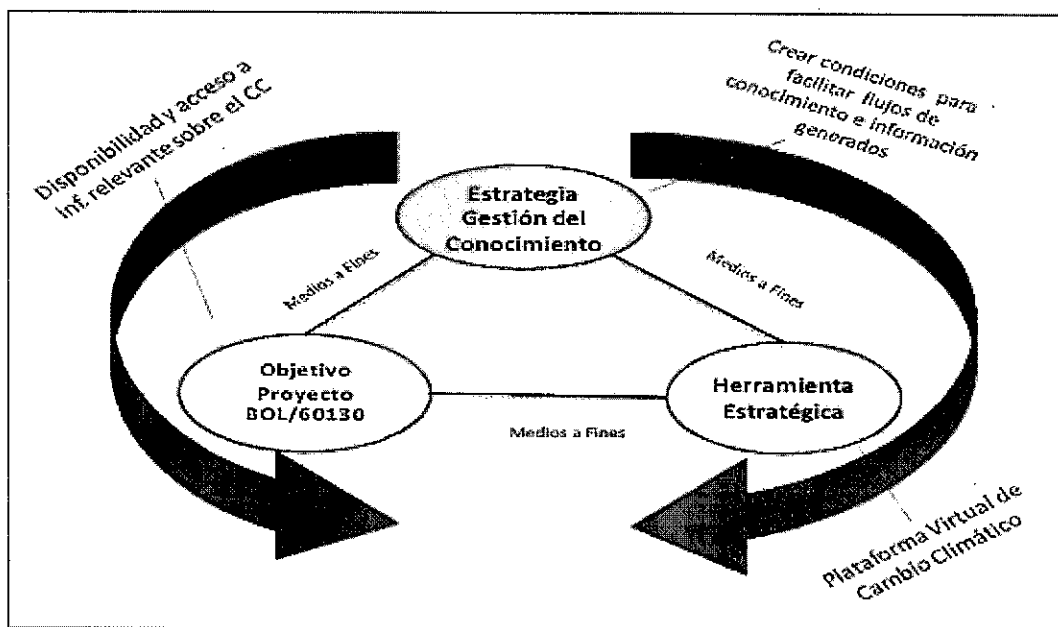 Disponibilidad y acceso a
Inf. relevante sobre el CC
Crear condiciones para
facilitar flujos de
conocimiento e información
generados
Estrategia
Gestión del
Conocimiento
Medios a Fines
Medios a Fines
Objetivo
Proyecto
BOL/60130
Herramienta
Estratégica
Medios a Fines
Plataforma Virtual de
Cambio Climático